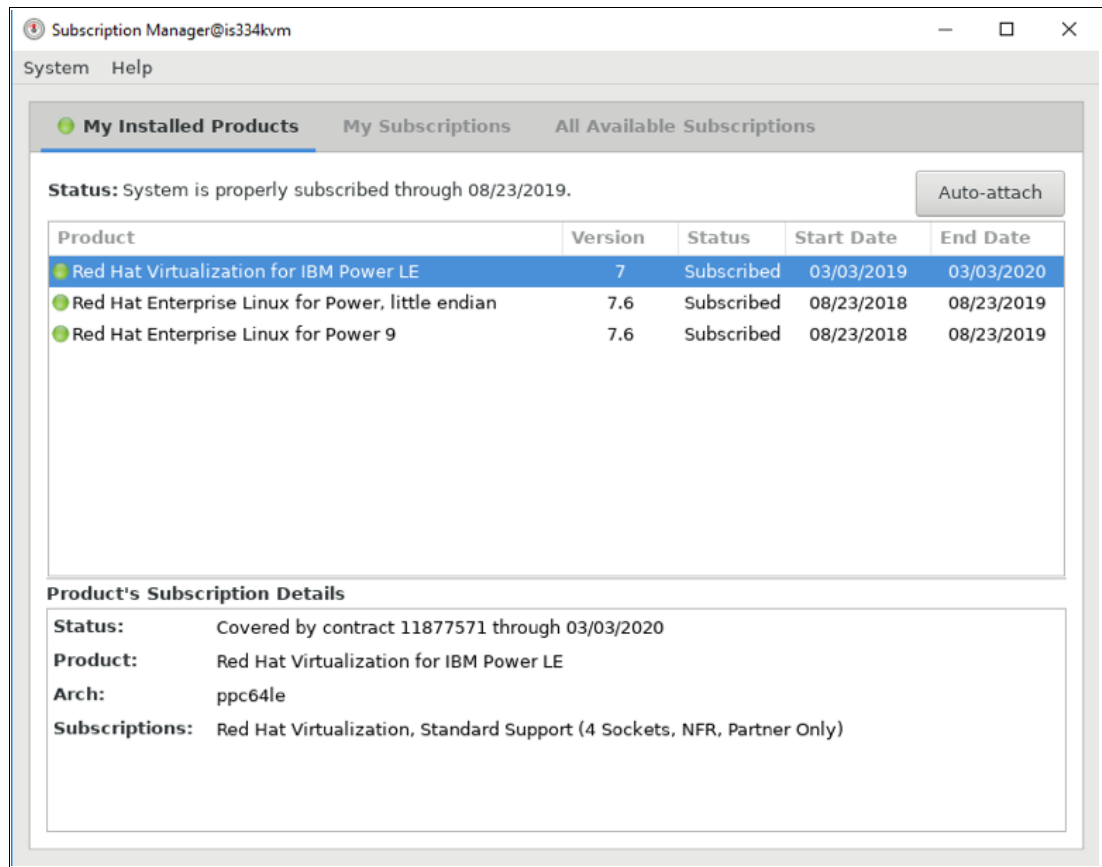 Subscription Manager@is334kvm
System Help
My Installed Products My Subscriptions All Available Subscriptions
Status: System is properly subscribed through 08/23/2019.
Auto-attach
Product Version Status Start Date End Date
Red Hat Virtualization for IBM Power LE 7 Subscribed 03/03/2019 03/03/2020
Red Hat Enterprise Linux for Power, little endian 7.6 Subscribed 08/23/2018 08/23/2019
Red Hat Enterprise Linux for Power 9 7.6 Subscribed 08/23/2018 08/23/2019
Product's Subscription Details
Status: Covered by contract 11877571 through 03/03/2020
Product: Red Hat Virtualization for IBM Power LE
Arch: ppc64le
Subscriptions: Red Hat Virtualization, Standard Support (4 Sockets, NFR, Partner Only)